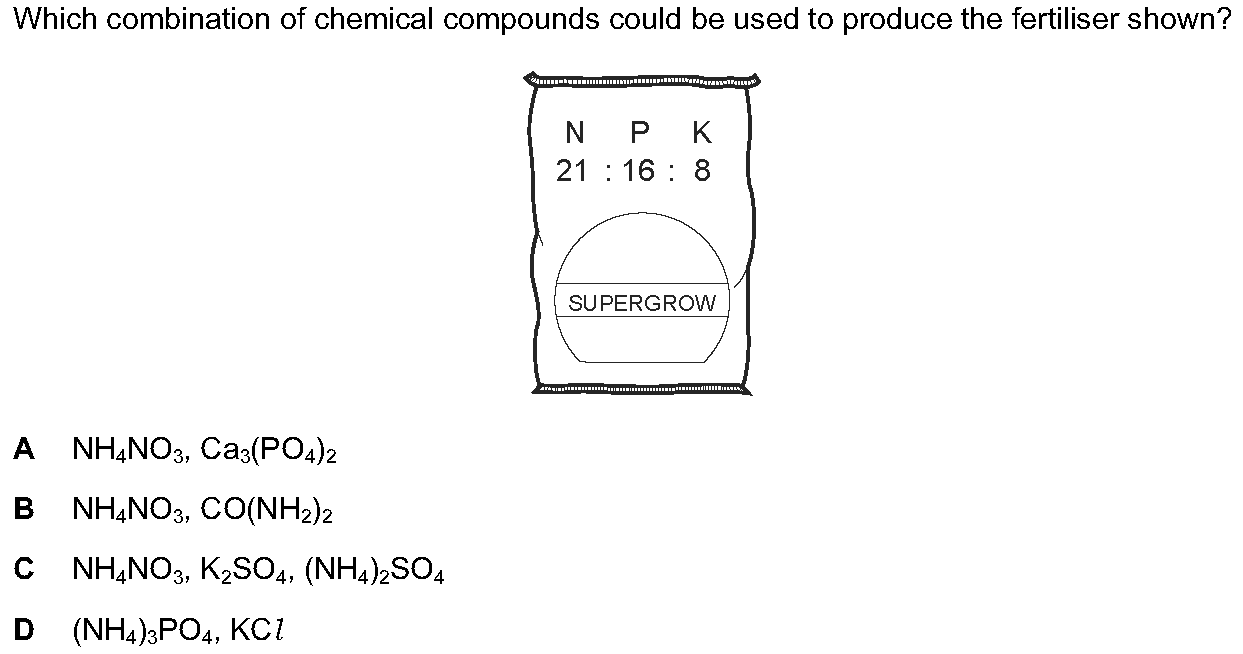 Which combination of chemical compounds could be used to produce the fertiliser shown?
N P K
21 : 16 : 8
SUPERGROW
A NH₄NO₃, Ca₃(PO₄)₂
B NH₄NO₃, CO(NH₂)₂
C NH₄NO₃, K₂SO₄, (NH₄)₂SO₄
D (NH₄)₃PO₄, KCl